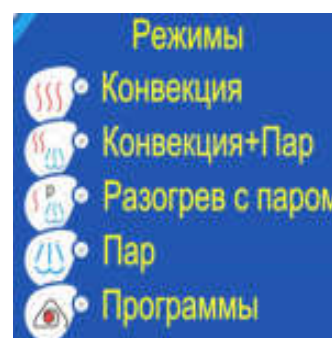 Режимы
Конвекция
Конвекция+Пар
P
Разогрев с паром
Пар
Программы